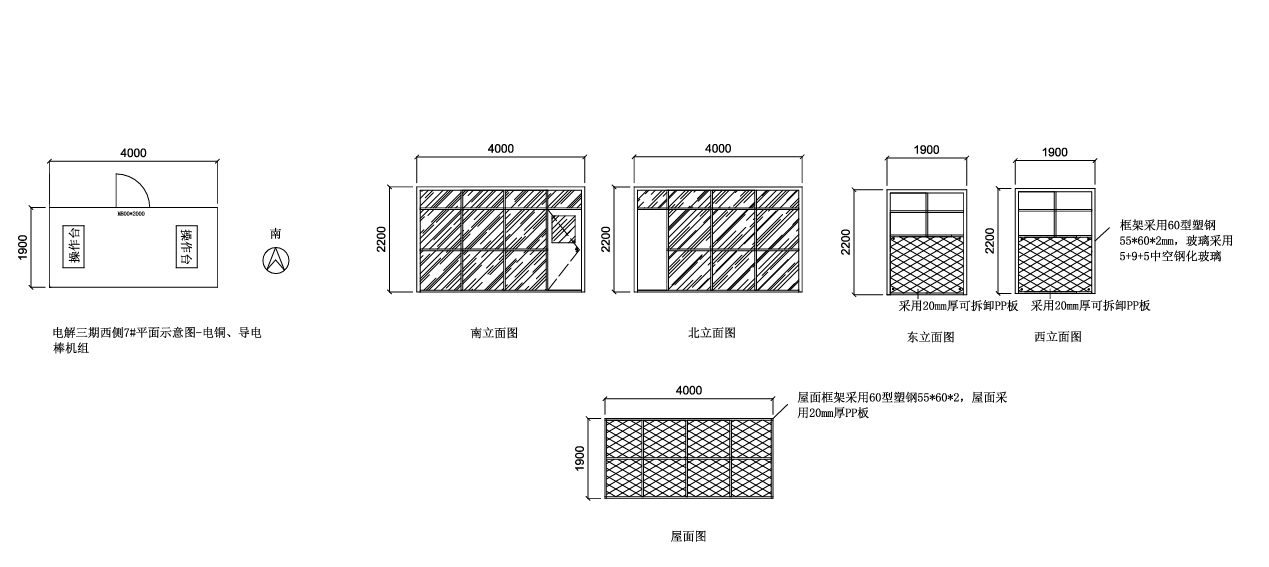 4000
1900
M800*2000
操作台
操作台
南
电解三期西侧7#平面示意图-电铜、导电
棒机组
4000
2200
南立面图
4000
2200
北立面图
1900
2200
采用20mm厚可拆卸PP板
东立面图
1900
2200
采用20mm厚可拆卸PP板
西立面图
框架采用60型塑钢
55*60*2mm，玻璃采用
5+9+5中空钢化玻璃
4000
1900
屋面框架采用60型塑钢55*60*2，屋面采
用20mm厚PP板
屋面图